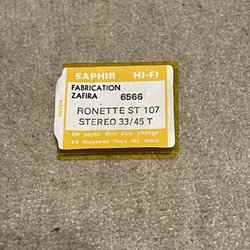 SAPHIR HI-FI
FABRICATION
ZAFIRA 6566
RONETTE ST 107
STEREO 33/45 T
Un saphir doit être changé
en moyenne Tous les 6 mois